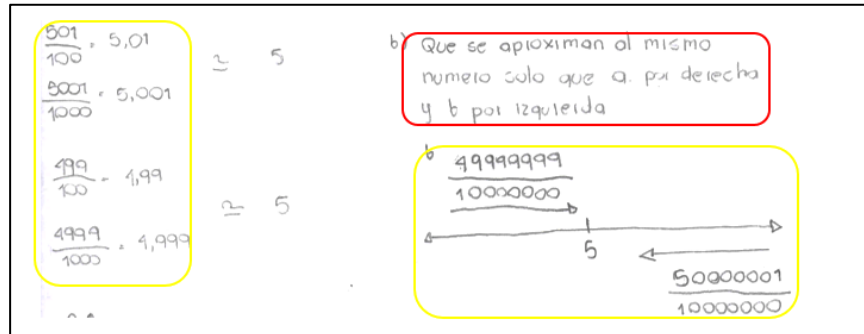 501/100 = 5,01
≃ 5
5001/1000 = 5,001
499/100 = 4,99
≃ 5
4999/1000 = 4,999
b) Que se aproximan al mismo
numero solo que a. por derecha
y b por izquierda
b
49999999/10000000
5
50000001/10000000